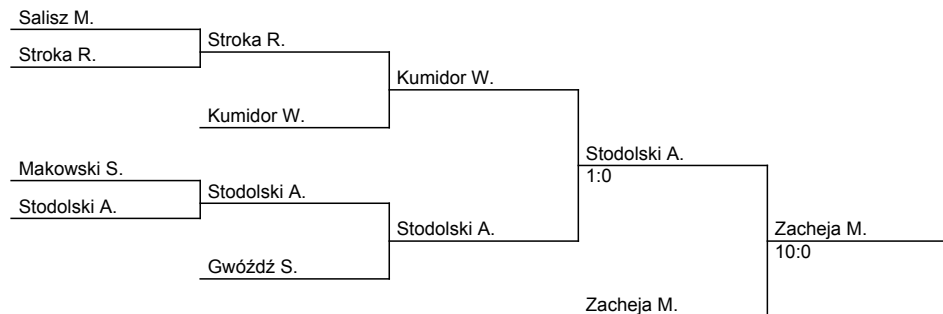 Salisz M.
Stroka R.
Stroka R.
Kumidor W.
Kumidor W.
Makowski S.
Stodolski A.
Stodolski A.
Gwóźdź S.
Stodolski A.
Stodolski A.
1:0
Zacheja M.
Zacheja M.
10:0